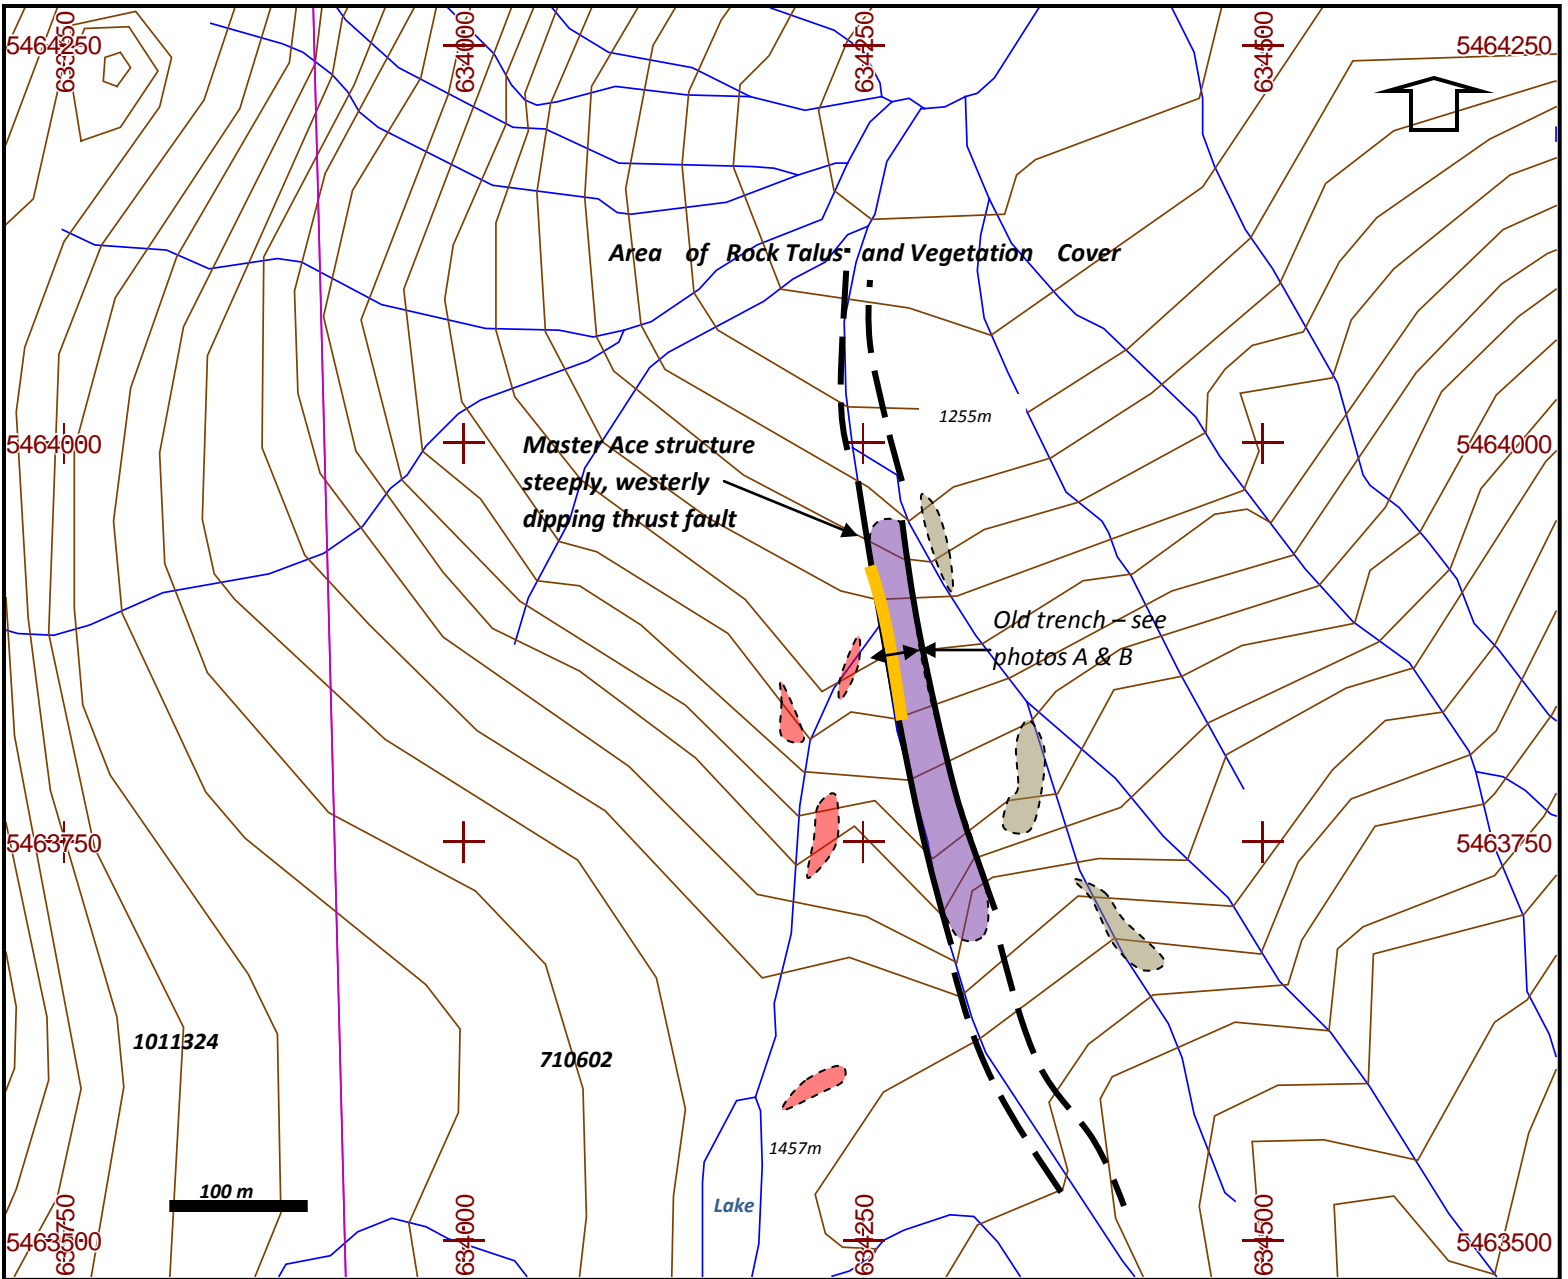 5464250
633750
634000
634250
634500
5464250
Area of Rock Talus and Vegetation Cover
1255m
5464000
Master Ace structure
steeply, westerly
dipping thrust fault
5464000
Old trench – see
photos A & B
5463750
5463750
1011324
710602
1457m
100 m
Lake
5463500
633750
634000
634250
634500
5463500